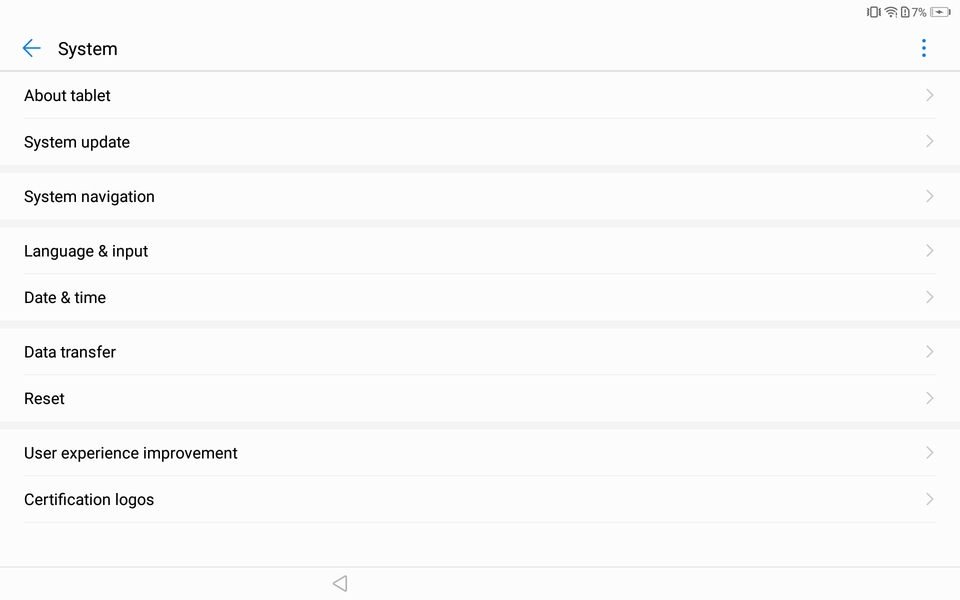 7%
System
About tablet
System update
System navigation
Language & input
Date & time
Data transfer
Reset
User experience improvement
Certification logos